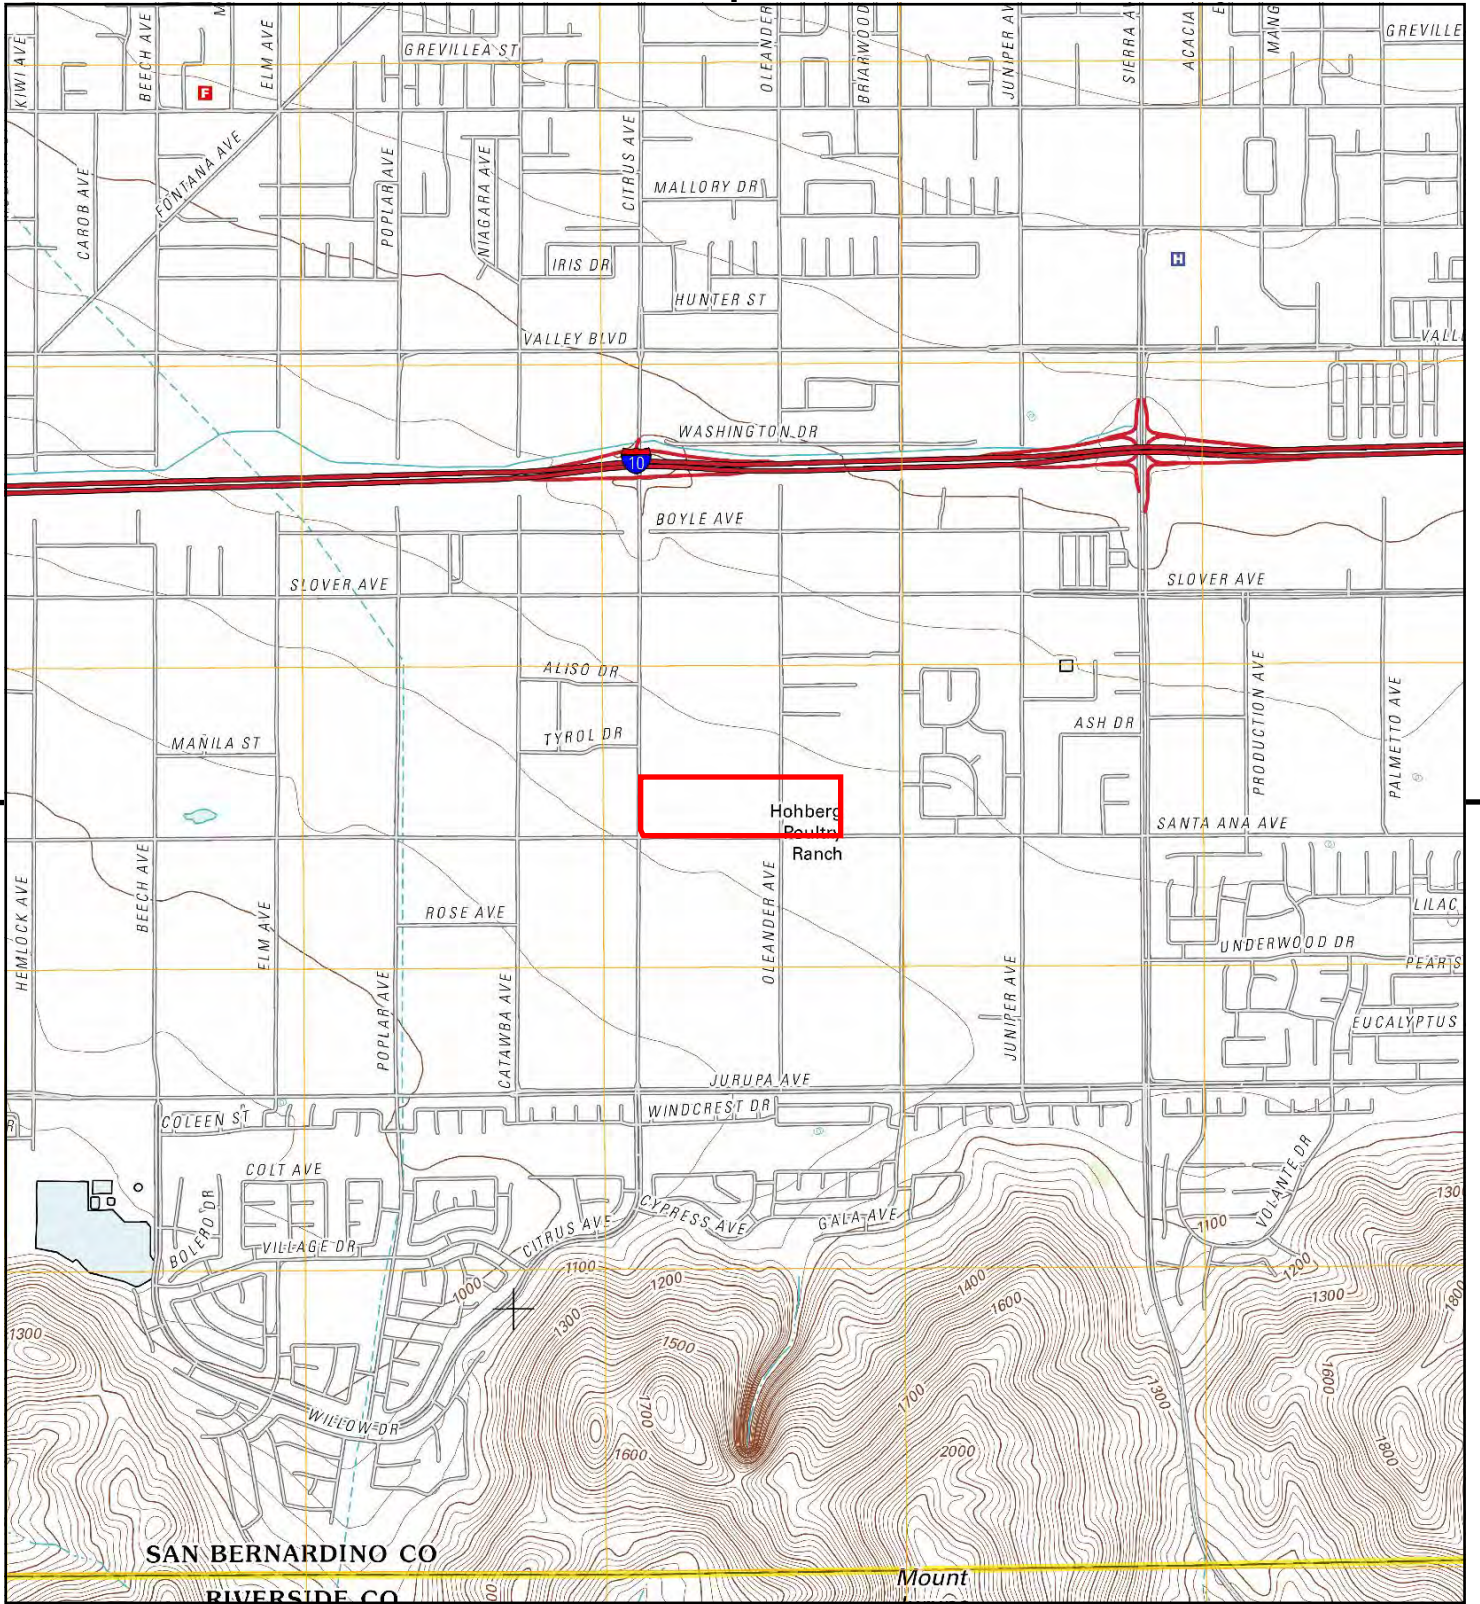 KIWI AVE
BEECH AVE
M
ELM AVE
GREVILLEA ST
OLEANDER
BRIARWOOD
JUNIPER AV
SIERRA AV
ACACIA
E
MANG
GREVILLE
F
CAROB AVE
FONTANA AVE
POPLAR AVE
NIAGARA AVE
CITRUS AVE
MALLORY DR
IRIS DR
H
HUNTER ST
VALLEY BLVD
VALL
WASHINGTON DR
10
BOYLE AVE
SLOVER AVE
SLOVER AVE
ALISO DR
PRODUCTION AVE
PALMETTO AVE
MANILA ST
TYROL DR
ASH DR
Hohberg
Poultry
Ranch
SANTA ANA AVE
HEMLOCK AVE
BEECH AVE
ELM AVE
ROSE AVE
OLEANDER AVE
LILAC
UNDERWOOD DR
PEAR S
POPLAR AVE
CATAWBA AVE
JUNIPER AVE
EUCALYPTUS
JURUPA AVE
R
COLEEN ST
WINDCREST DR
COLT AVE
BOLERO DR
VILLAGE DR
CITRUS AVE
CYPRESS AVE
GALA AVE
VOLANTE DR
1300
1100
1000
1100
1200
1400
1200
1300
1600
1300
1800
1300
1500
1600
1700
1700
1300
WILLOW DR
1600
2000
1800
SAN BERNARDINO CO
RIVERSIDE CO
Mount